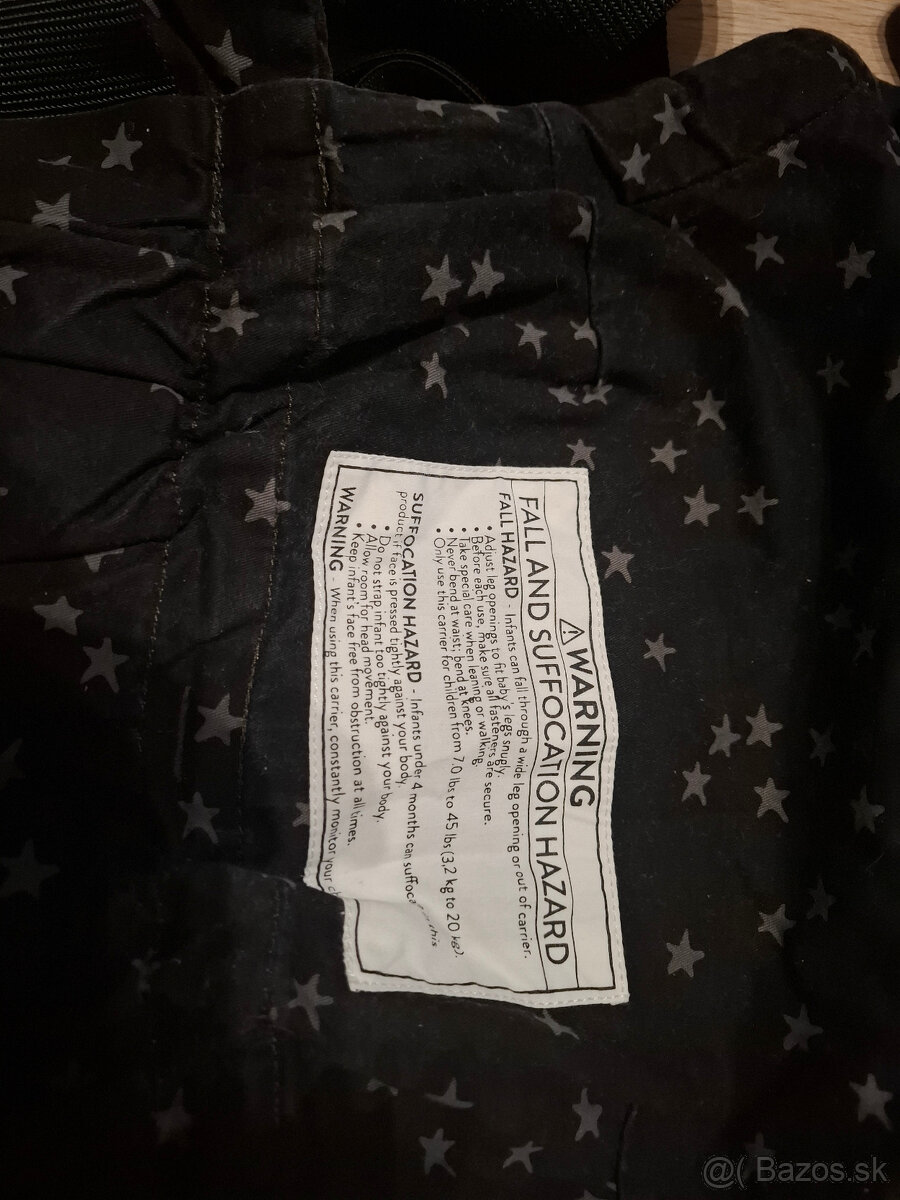 ⚠WARNING
FALL AND SUFFOCATION HAZARD
FALL HAZARD - Infants can fall through a wide leg opening or out of carrier.
• Adjust leg openings to fit baby's legs snugly.
• Before each use, make sure all fasteners are secure.
• Take special care when leaning or walking.
• Never bend at waist; bend at knees.
• Only use this carrier for children from 7.0 lbs to 45 lbs (3,2 kg to 20 kg).
SUFFOCATION HAZARD - Infants under 4 months can this
product if face is pressed tightly against your body.
• Do not strap infant too tightly against your body.
• Allow room for head movement.
• Keep infant's face free from obstruction at all times.
WARNING - When using this carrier, constantly monitor your
@( Bazos.sk